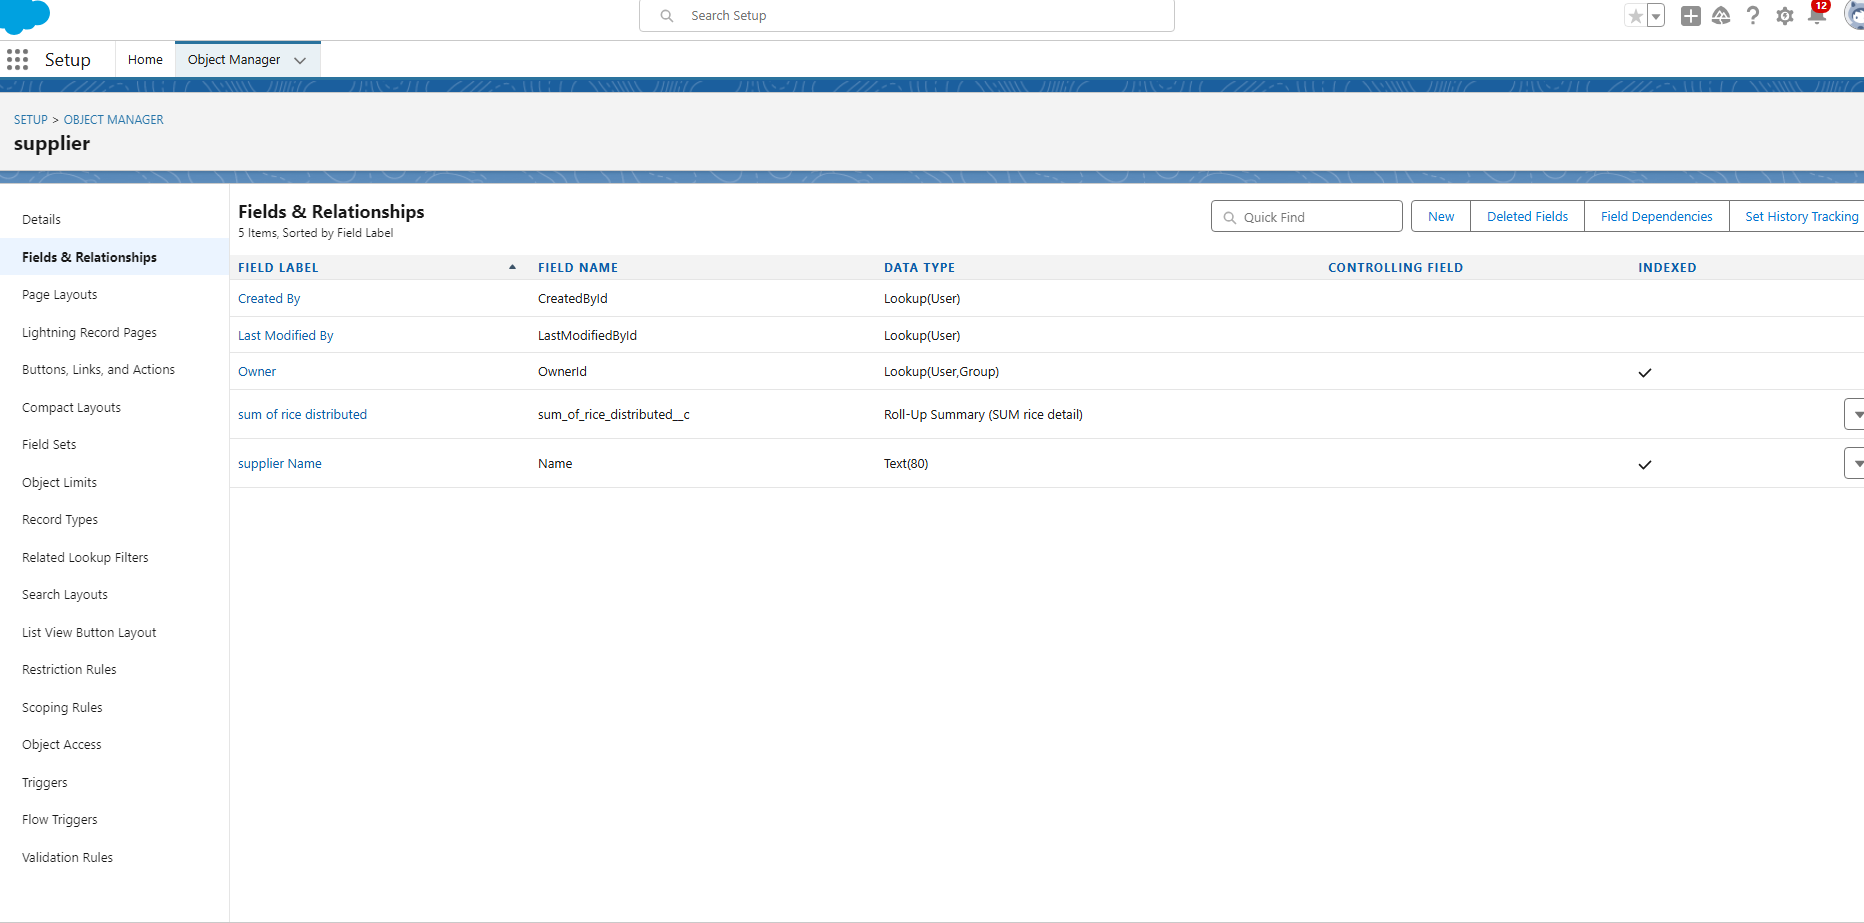 Search Setup
12
Setup
Home
Object Manager
SETUP > OBJECT MANAGER
supplier
Details
Fields & Relationships
Page Layouts
Lightning Record Pages
Buttons, Links, and Actions
Compact Layouts
Field Sets
Object Limits
Record Types
Related Lookup Filters
Search Layouts
List View Button Layout
Restriction Rules
Scoping Rules
Object Access
Triggers
Flow Triggers
Validation Rules
Fields & Relationships
5 Items, Sorted by Field Label
Quick Find
New
Deleted Fields
Field Dependencies
Set History Tracking
FIELD LABEL FIELD NAME DATA TYPE CONTROLLING FIELD INDEXED
Created By CreatedById Lookup(User)
Last Modified By LastModifiedById Lookup(User)
Owner OwnerId Lookup(User,Group)
sum of rice distributed sum_of_rice_distributed__c Roll-Up Summary (SUM rice detail)
supplier Name Name Text(80)